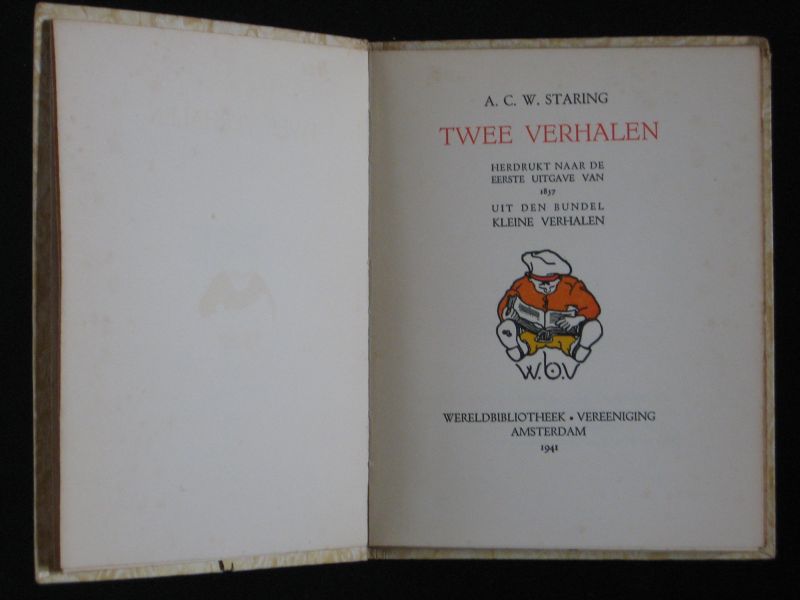 A. C. W. STARING
TWEE VERHALEN
HERDRUKT NAAR DE
EERSTE UITGAVE VAN
1837
UIT DEN BUNDEL
KLEINE VERHALEN
w.b.v
WERELDBIBLIOTHEEK • VEREENIGING
AMSTERDAM
1941